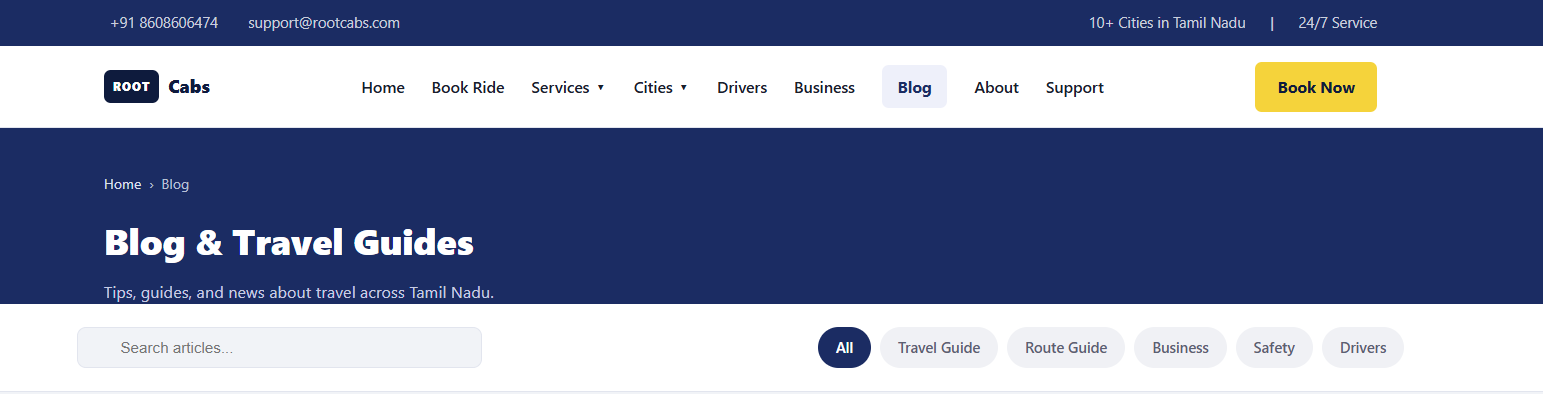 +91 8608606474 support@rootcabs.com 10+ Cities in Tamil Nadu | 24/7 Service
ROOT Cabs Home Book Ride Services ▼ Cities ▼ Drivers Business Blog About Support Book Now
Home › Blog
Blog & Travel Guides
Tips, guides, and news about travel across Tamil Nadu.
Search articles... All Travel Guide Route Guide Business Safety Drivers